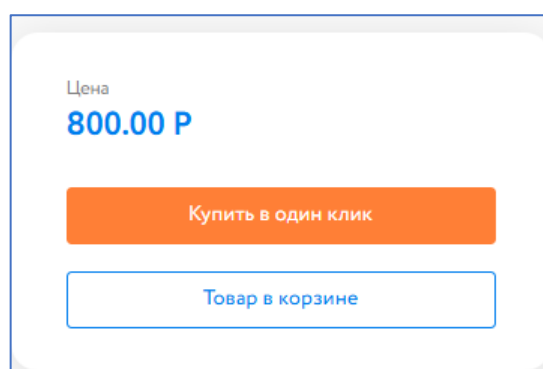 Цена
800.00 Р
Купить в один клик
Товар в корзине